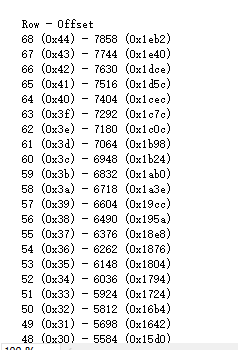 Row - Offset
68 (0x44) - 7858 (0x1eb2)
67 (0x43) - 7744 (0x1e40)
66 (0x42) - 7630 (0x1dce)
65 (0x41) - 7516 (0x1d5c)
64 (0x40) - 7404 (0x1cec)
63 (0x3f) - 7292 (0x1c7c)
62 (0x3e) - 7180 (0x1c0c)
61 (0x3d) - 7064 (0x1b98)
60 (0x3c) - 6948 (0x1b24)
59 (0x3b) - 6832 (0x1ab0)
58 (0x3a) - 6718 (0x1a3e)
57 (0x39) - 6604 (0x19cc)
56 (0x38) - 6490 (0x195a)
55 (0x37) - 6376 (0x18e8)
54 (0x36) - 6262 (0x1876)
53 (0x35) - 6148 (0x1804)
52 (0x34) - 6036 (0x1794)
51 (0x33) - 5924 (0x1724)
50 (0x32) - 5812 (0x16b4)
49 (0x31) - 5698 (0x1642)
48 (0x30) - 5584 (0x15d0)